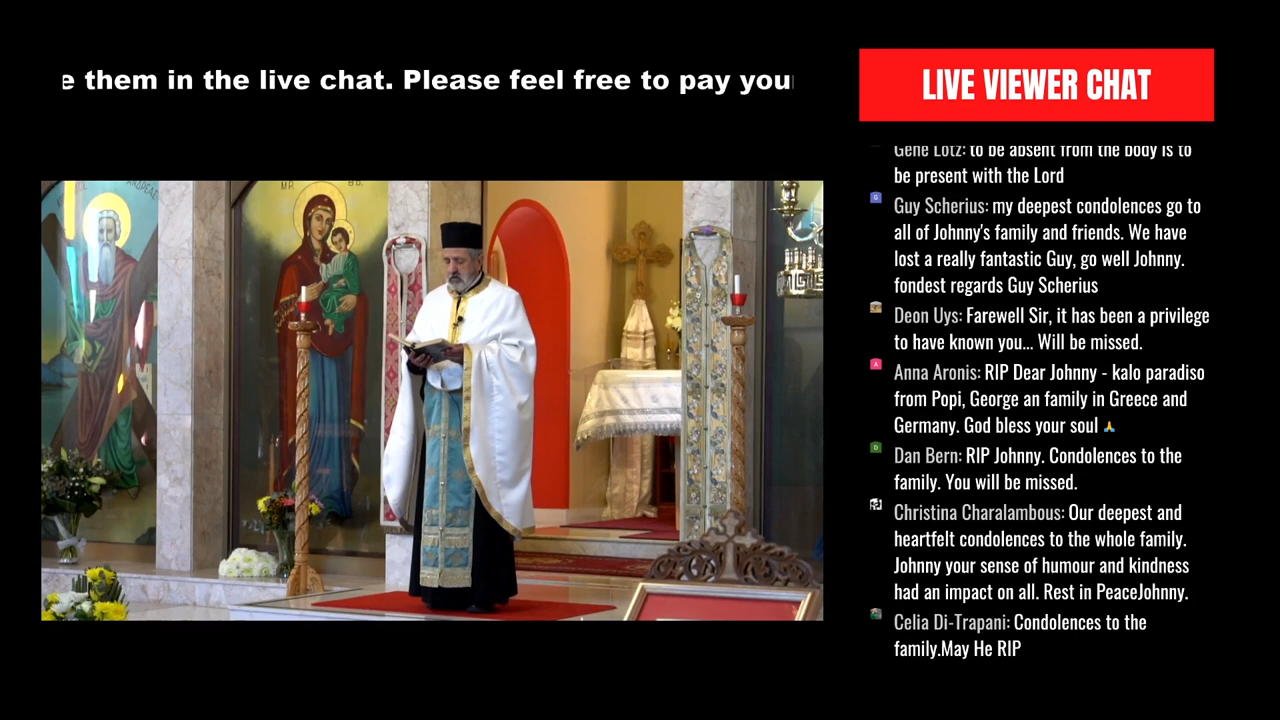 e them in the live chat. Please feel free to pay your
LIVE VIEWER CHAT
Gene Lotz: to be absent from the body is to
be present with the Lord
Guy Scherius: my deepest condolences go to
all of Johnny's family and friends. We have
lost a really fantastic Guy, go well Johnny.
fondest regards Guy Scherius
Deon Uys: Farewell Sir, it has been a privilege
to have known you... Will be missed.
Anna Aronis: RIP Dear Johnny - kalo paradiso
from Popi, George an family in Greece and
Germany. God bless your soul 🙏
Dan Bern: RIP Johnny. Condolences to the
family. You will be missed.
Christina Charalambous: Our deepest and
heartfelt condolences to the whole family.
Johnny your sense of humour and kindness
had an impact on all. Rest in PeaceJohnny.
Celia Di-Trapani: Condolences to the
family.May He RIP
ΜΡ ΘΥ